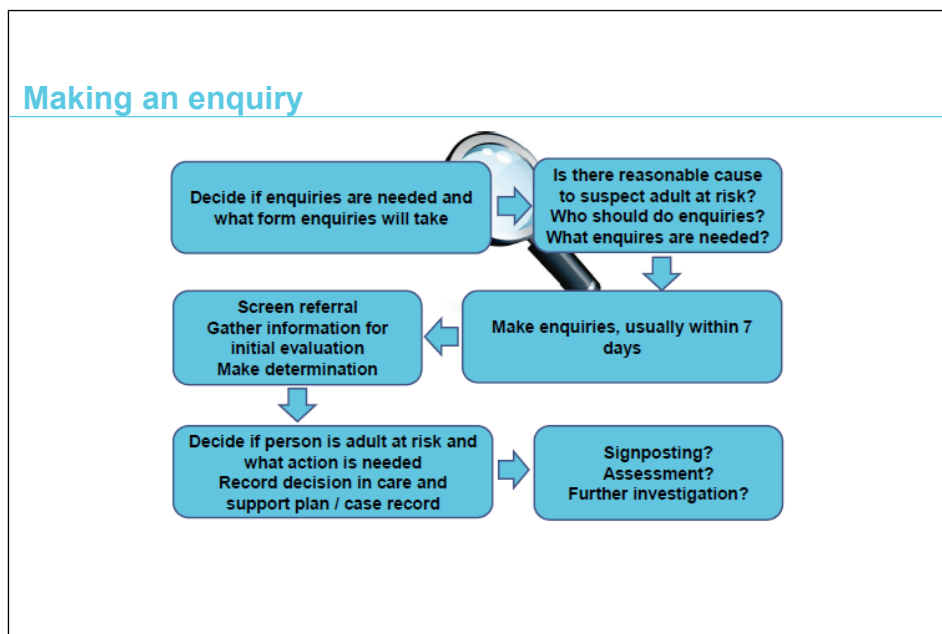 Making an enquiry
Decide if enquiries are needed and
what form enquiries will take
Is there reasonable cause
to suspect adult at risk?
Who should do enquiries?
What enquires are needed?
Make enquiries, usually within 7
days
Screen referral
Gather information for
initial evaluation
Make determination
Decide if person is adult at risk and
what action is needed
Record decision in care and
support plan / case record
Signposting?
Assessment?
Further investigation?